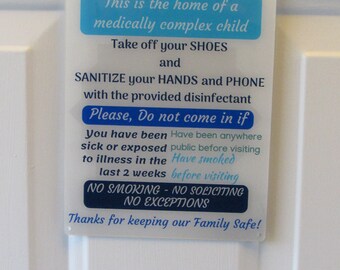 This is the home of a
medically complex child
Take off your SHOES
and
SANITIZE your HANDS and PHONE
with the provided disinfectant
Please, Do not come in if
You have been
sick or exposed
to illness in the
last 2 weeks
Have been anywhere
public before visiting
Have smoked
before visiting
NO SMOKING - NO SOLICITING
NO EXCEPTIONS
Thanks for keeping our Family Safe!